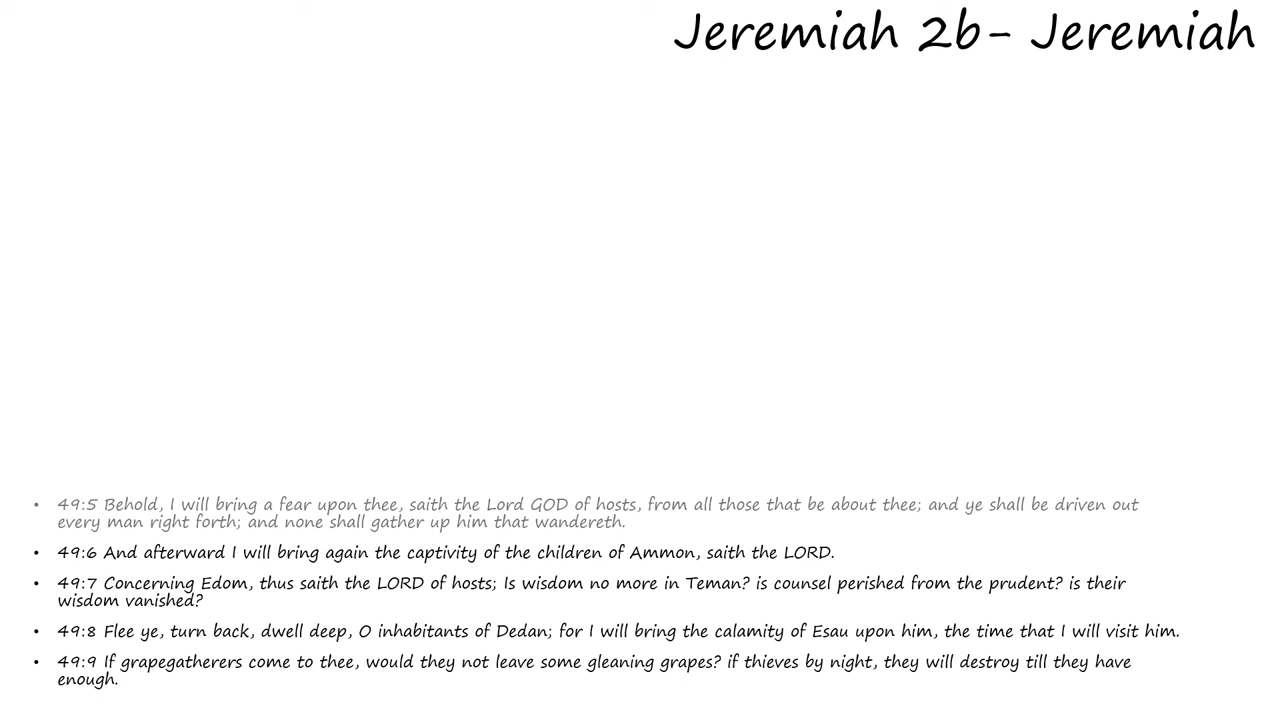 Jeremiah 2b- Jeremiah
• 49:5 Behold, I will bring a fear upon thee, saith the Lord GOD of hosts, from all those that be about thee; and ye shall be driven out
every man right forth; and none shall gather up him that wandereth.
• 49:6 And afterward I will bring again the captivity of the children of Ammon, saith the LORD.
• 49:7 Concerning Edom, thus saith the LORD of hosts; Is wisdom no more in Teman? is counsel perished from the prudent? is their
wisdom vanished?
• 49:8 Flee ye, turn back, dwell deep, O inhabitants of Dedan; for I will bring the calamity of Esau upon him, the time that I will visit him.
• 49:9 If grapegatherers come to thee, would they not leave some gleaning grapes? if thieves by night, they will destroy till they have
enough.